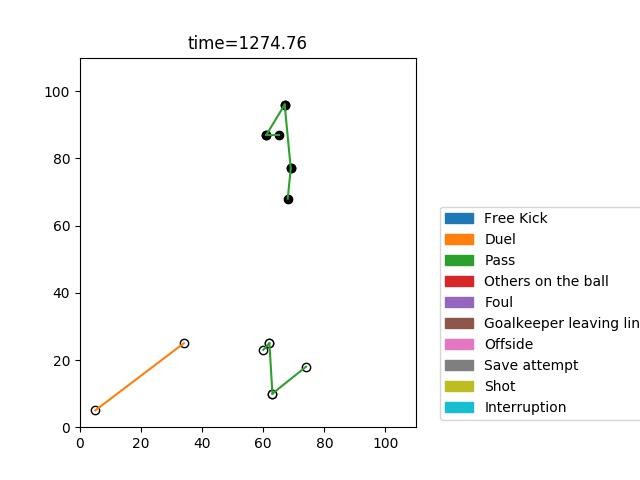 time=1274.76
100
80
60
40
20
0
0 20 40 60 80 100
Free Kick
Duel
Pass
Others on the ball
Foul
Goalkeeper leaving lin
Offside
Save attempt
Shot
Interruption